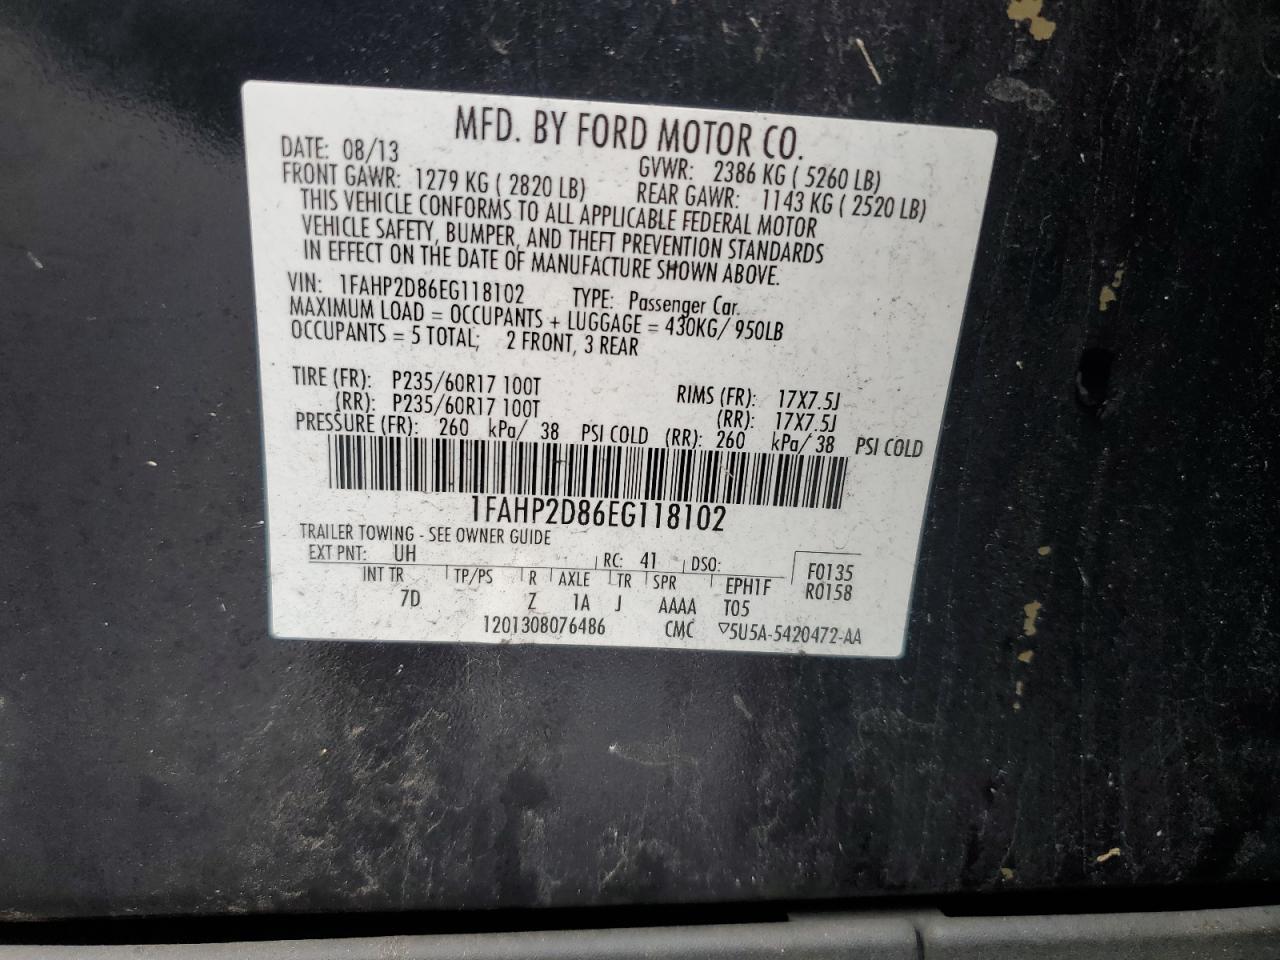 MFD. BY FORD MOTOR CO.
DATE: 08/13 GVWR: 2386 KG ( 5260 LB)
FRONT GAWR: 1279 KG ( 2820 LB) REAR GAWR: 1143 KG ( 2520 LB)
THIS VEHICLE CONFORMS TO ALL APPLICABLE FEDERAL MOTOR
VEHICLE SAFETY, BUMPER, AND THEFT PREVENTION STANDARDS
IN EFFECT ON THE DATE OF MANUFACTURE SHOWN ABOVE.
VIN: 1FAHP2D86EG118102 TYPE: Passenger Car.
MAXIMUM LOAD = OCCUPANTS + LUGGAGE = 430KG/ 950LB
OCCUPANTS = 5 TOTAL; 2 FRONT, 3 REAR
TIRE (FR): P235/60R17 100T RIMS (FR): 17X7.5J
(RR): P235/60R17 100T (RR): 17X7.5J
PRESSURE (FR): 260 kPa/ 38 PSI COLD (RR): 260 kPa/ 38 PSI COLD
1FAHP2D86EG118102
TRAILER TOWING - SEE OWNER GUIDE
EXT PNT: UH RC: 41 DSO: F0135
INT TR TP/PS R AXLE TR SPR EPH1F R0158
7D Z 1A J AAAA T05
1201308076486 CMC ▽5U5A-5420472-AA